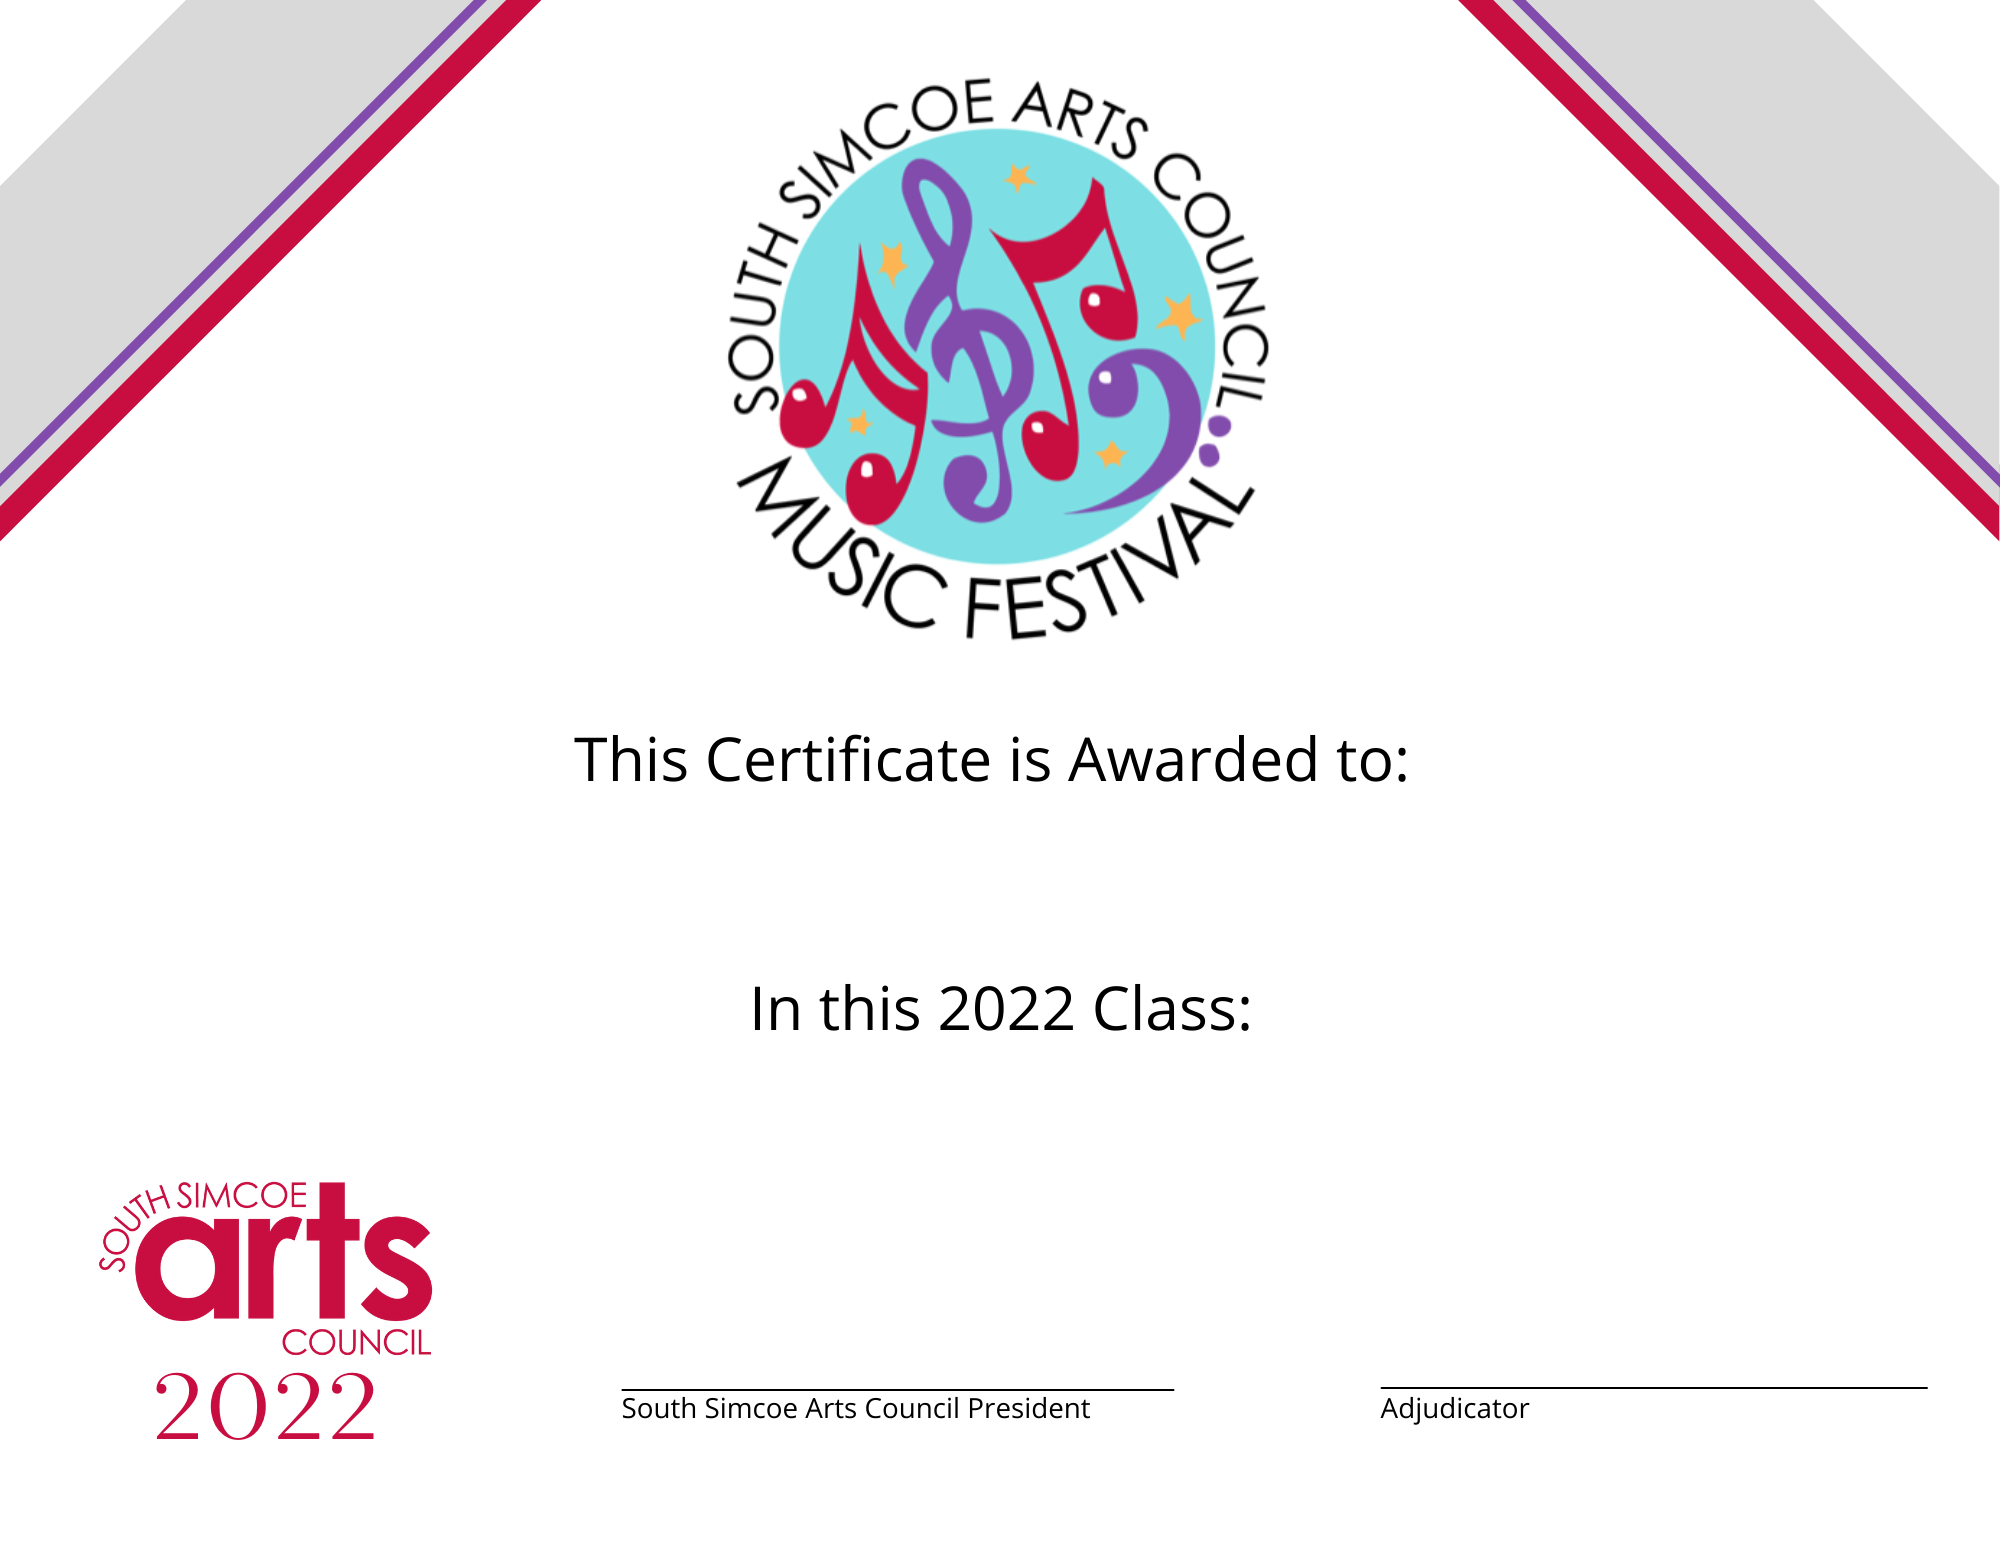 SOUTH SIMCOE ARTS COUNCIL
MUSIC FESTIVAL
This Certificate is Awarded to:
In this 2022 Class:
SOUTH SIMCOE
arts
COUNCIL
2022
South Simcoe Arts Council President
Adjudicator